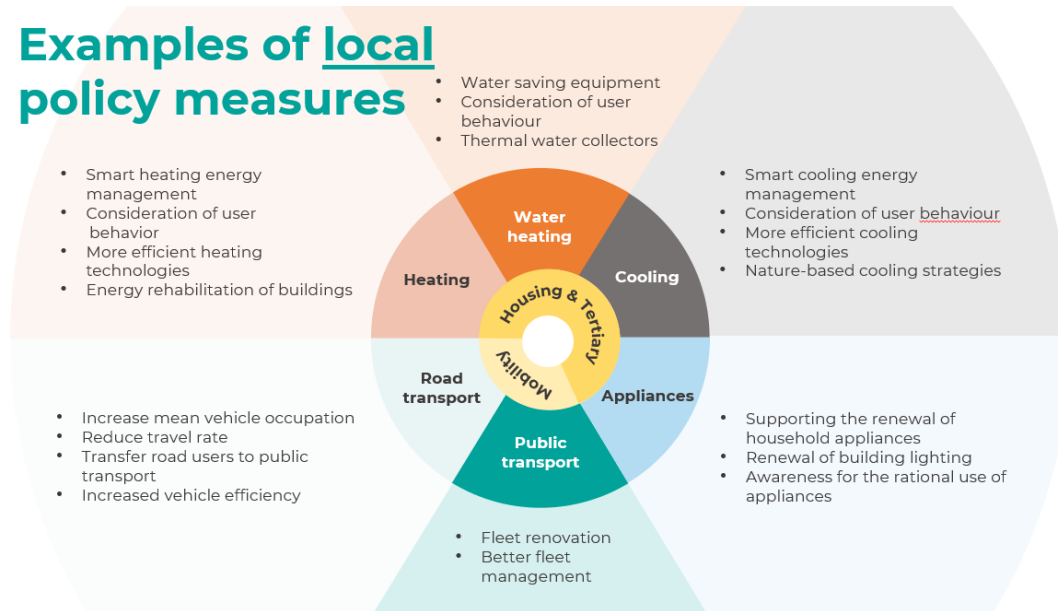 Examples of local
policy measures
• Water saving equipment
• Consideration of user
behaviour
• Thermal water collectors
• Smart heating energy
management
• Consideration of user
behavior
• More efficient heating
technologies
• Energy rehabilitation of buildings
• Smart cooling energy
management
• Consideration of user behaviour
• More efficient cooling
technologies
• Nature-based cooling strategies
Water
heating
Heating
Cooling
Housing & Tertiary
Mobility
Road
transport
Appliances
Public
transport
• Increase mean vehicle occupation
• Reduce travel rate
• Transfer road users to public
transport
• Increased vehicle efficiency
• Supporting the renewal of
household appliances
• Renewal of building lighting
• Awareness for the rational use of
appliances
• Fleet renovation
• Better fleet
management